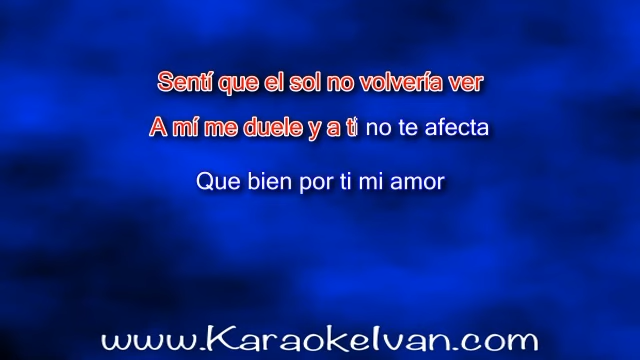 Sentí que el sol no volvería ver
A mí me duele y a ti no te afecta
Que bien por ti mi amor
www.KaraokeIvan.com